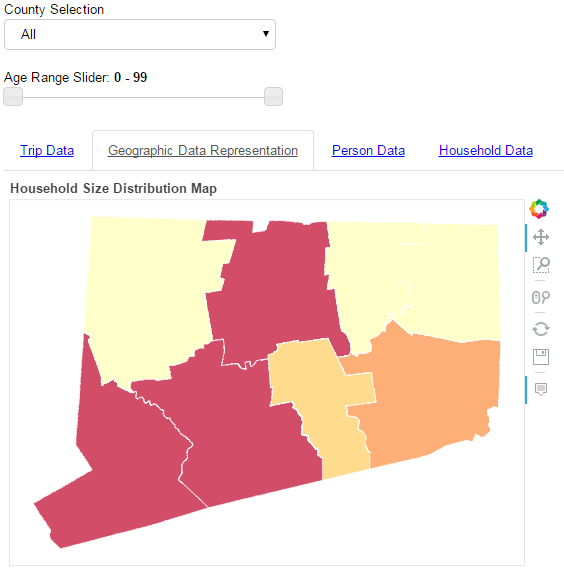 County Selection
All
Age Range Slider: 0 - 99
Trip Data Geographic Data Representation Person Data Household Data
Household Size Distribution Map